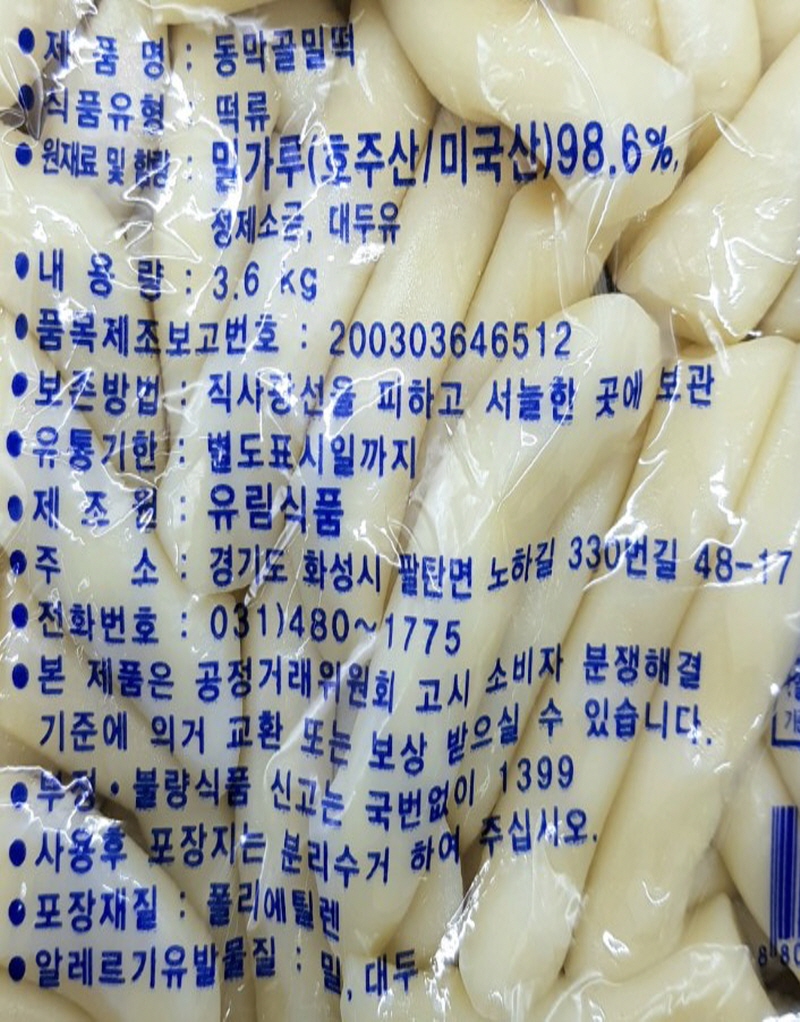 • 제 품 명 : 동막골밀떡
• 식품유형 : 떡류
• 원재료 및 함량 : 밀가루(호주산/미국산)98.6%,
정제소금, 대두유
• 내 용 량 : 3.6 kg
• 품목제조보고번호 : 200303646512
• 보존방법 : 직사광선을 피하고 서늘한 곳에 보관
• 유통기한 : 별도표시일까지
• 제 조 원 : 유림식품
• 주 소 : 경기도 화성시 팔탄면 노하길 330번길 48-17
• 전화번호 : 031)480~1775
• 본 제품은 공정거래위원회 고시 소비자 분쟁해결
기준에 의거 교환 또는 보상 받으실 수 있습니다.
• 부정•불량식품 신고는 국번없이 1399
• 사용후 포장지는 분리수거 하여 주십시오.
• 포장재질 : 폴리에틸렌
• 알레르기유발물질 : 밀, 대두